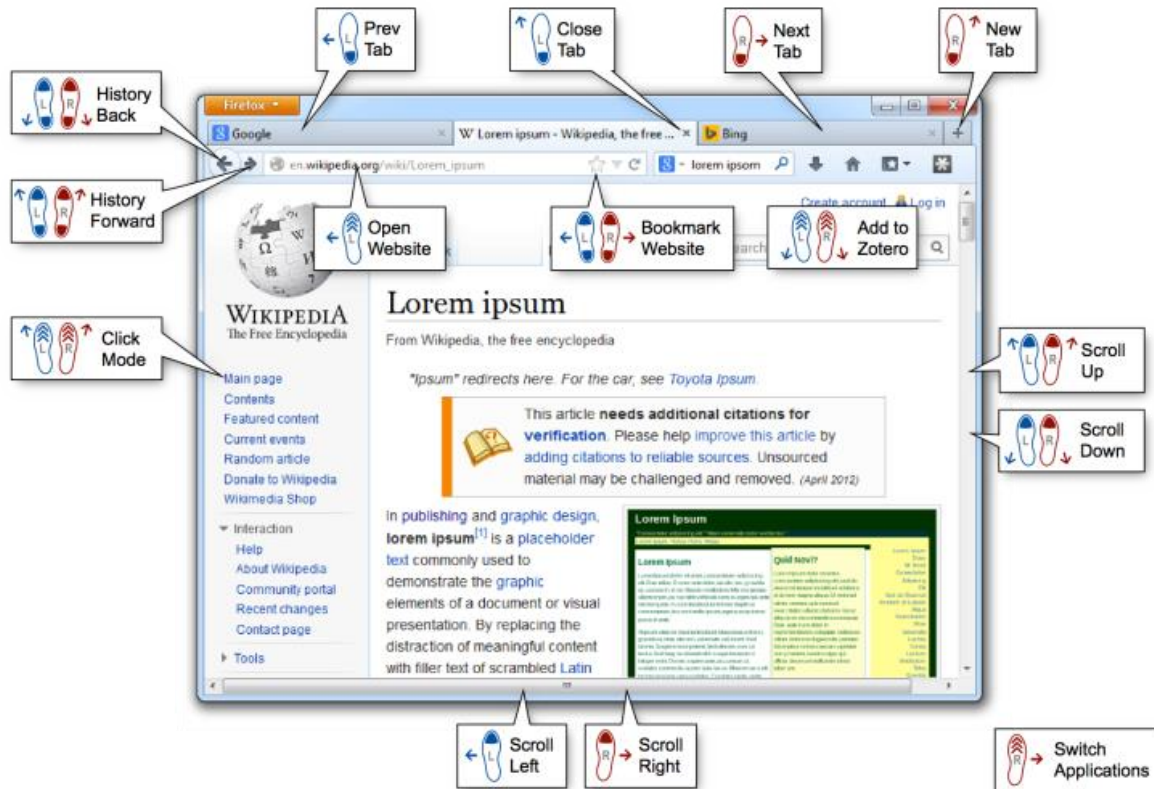 Prev
Tab
Close
Tab
Next
Tab
New
Tab
History
Back
Firefox
Google
W Lorem ipsum - Wikipedia, the free ...
Bing
en.wikipedia.org/wiki/Lorem_ipsum
lorem ipsom
History
Forward
Create account
Log in
Open
Website
Bookmark
Website
Add to
Zotero
WIKIPEDIA
The Free Encyclopedia
Lorem ipsum
From Wikipedia, the free encyclopedia
Click
Mode
Scroll
Up
Scroll
Down
"Ipsum" redirects here. For the car, see Toyota Ipsum.
This article needs additional citations for
verification. Please help improve this article by
adding citations to reliable sources. Unsourced
material may be challenged and removed. (April 2012)
Main page
Contents
Featured content
Current events
Random article
Donate to Wikipedia
Wikimedia Shop
Interaction
Help
About Wikipedia
Community portal
Recent changes
Contact page
Tools
In publishing and graphic design,
lorem ipsum[1] is a placeholder
text commonly used to
demonstrate the graphic
elements of a document or visual
presentation. By replacing the
distraction of meaningful content
with filler text of scrambled Latin
Lorem Ipsum
Lorem Ipsum
Quid Novi?
Scroll
Left
Scroll
Right
Switch
Applications